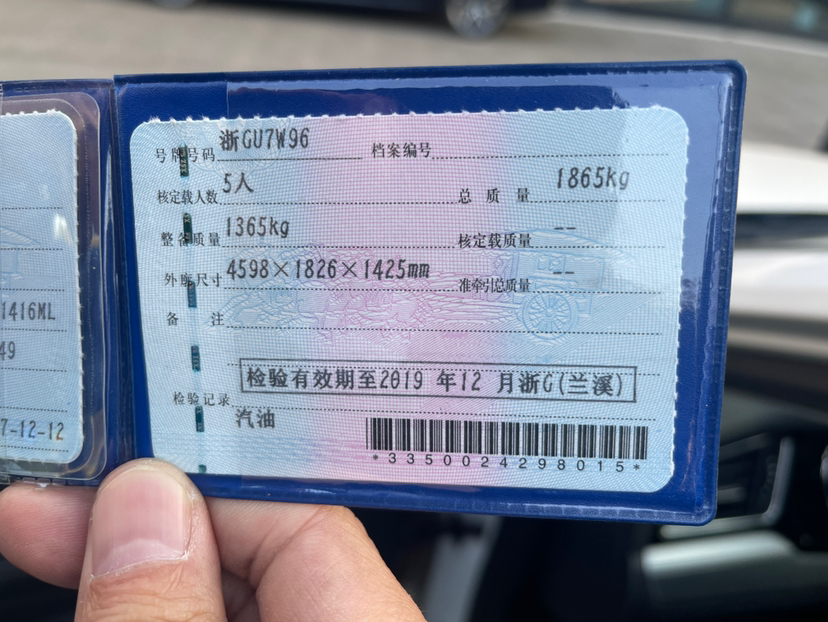 号牌号码 浙GU7W96 档案编号
核定载人数 5人 总质量 1865kg
整备质量 1365kg 核定载质量 --
外廓尺寸 4598×1826×1425mm 准牵引总质量 --
备注
检验有效期至2019年12月浙G(兰溪)
检验记录
汽油
*3350024298015*
1416ML
49
7-12-12